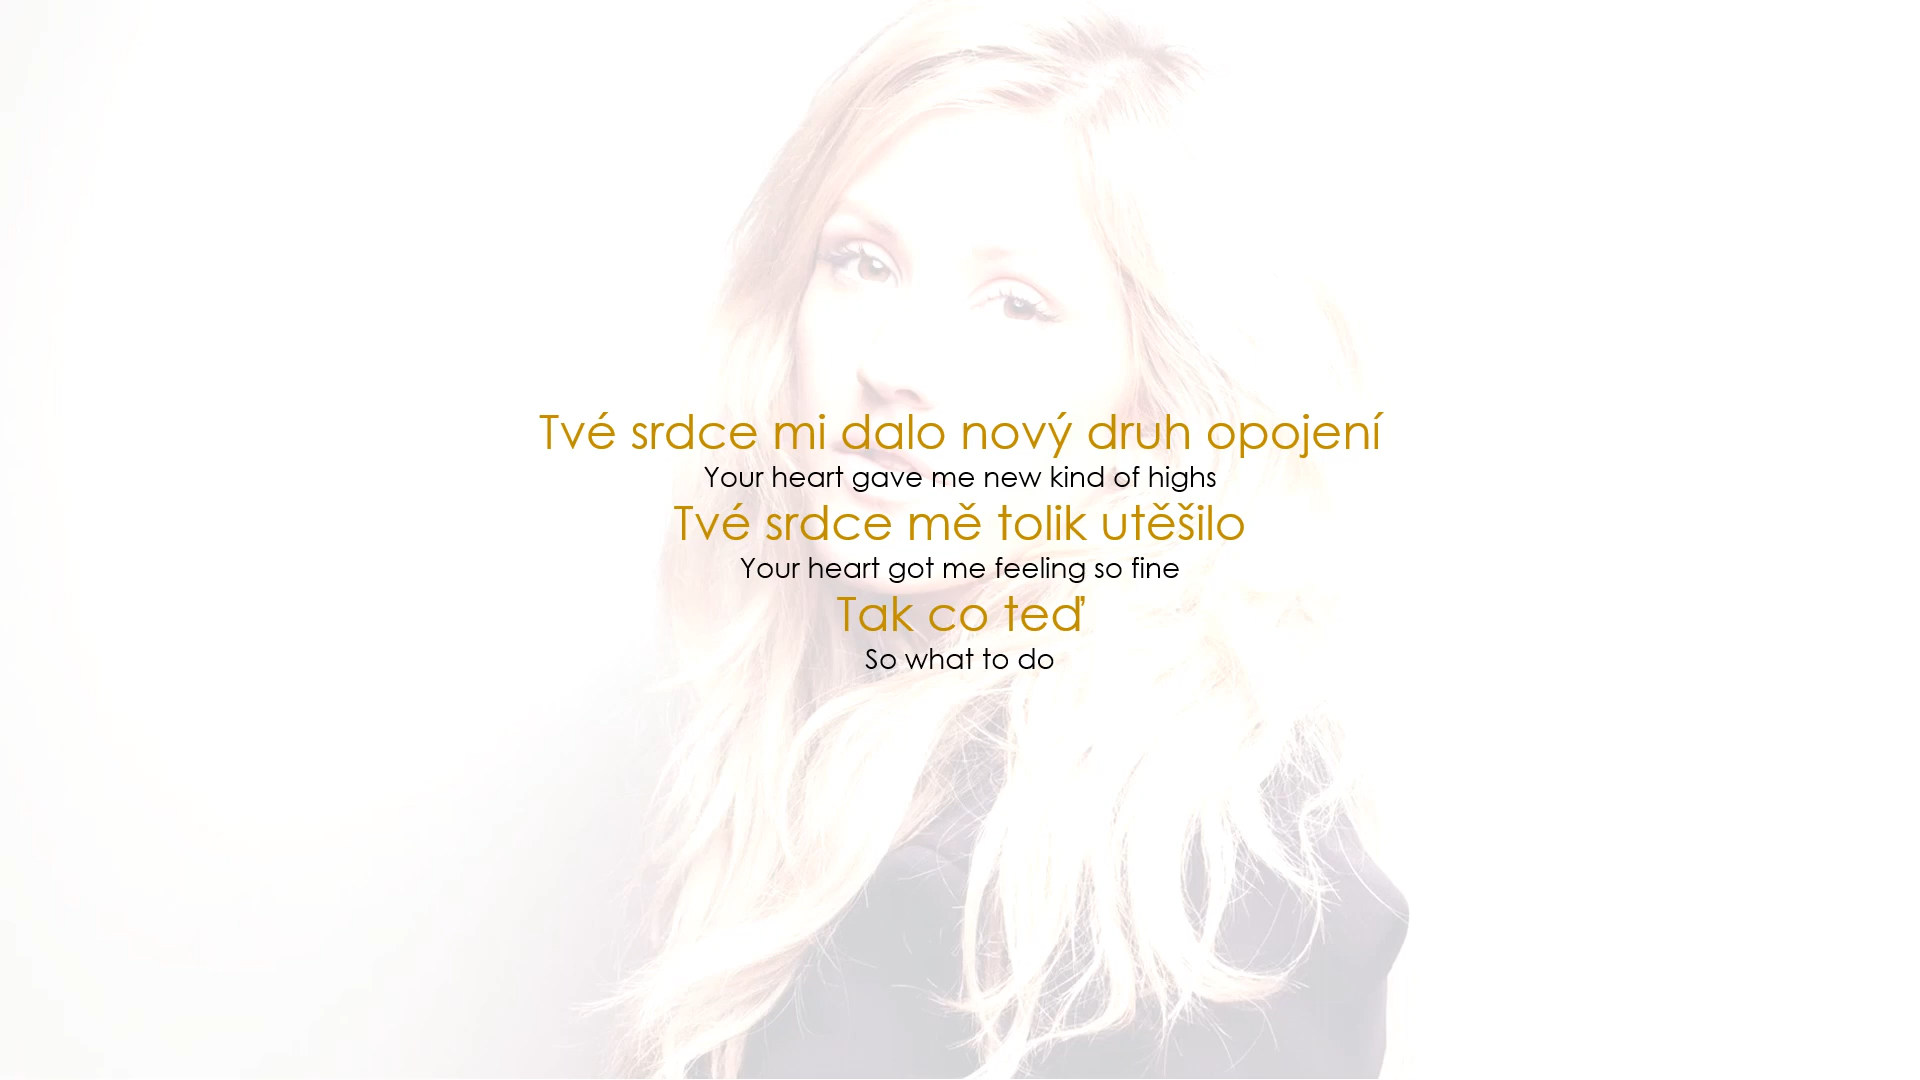 Tvé srdce mi dalo nový druh opojení
Your heart gave me new kind of highs
Tvé srdce mě tolik utěšilo
Your heart got me feeling so fine
Tak co teď
So what to do